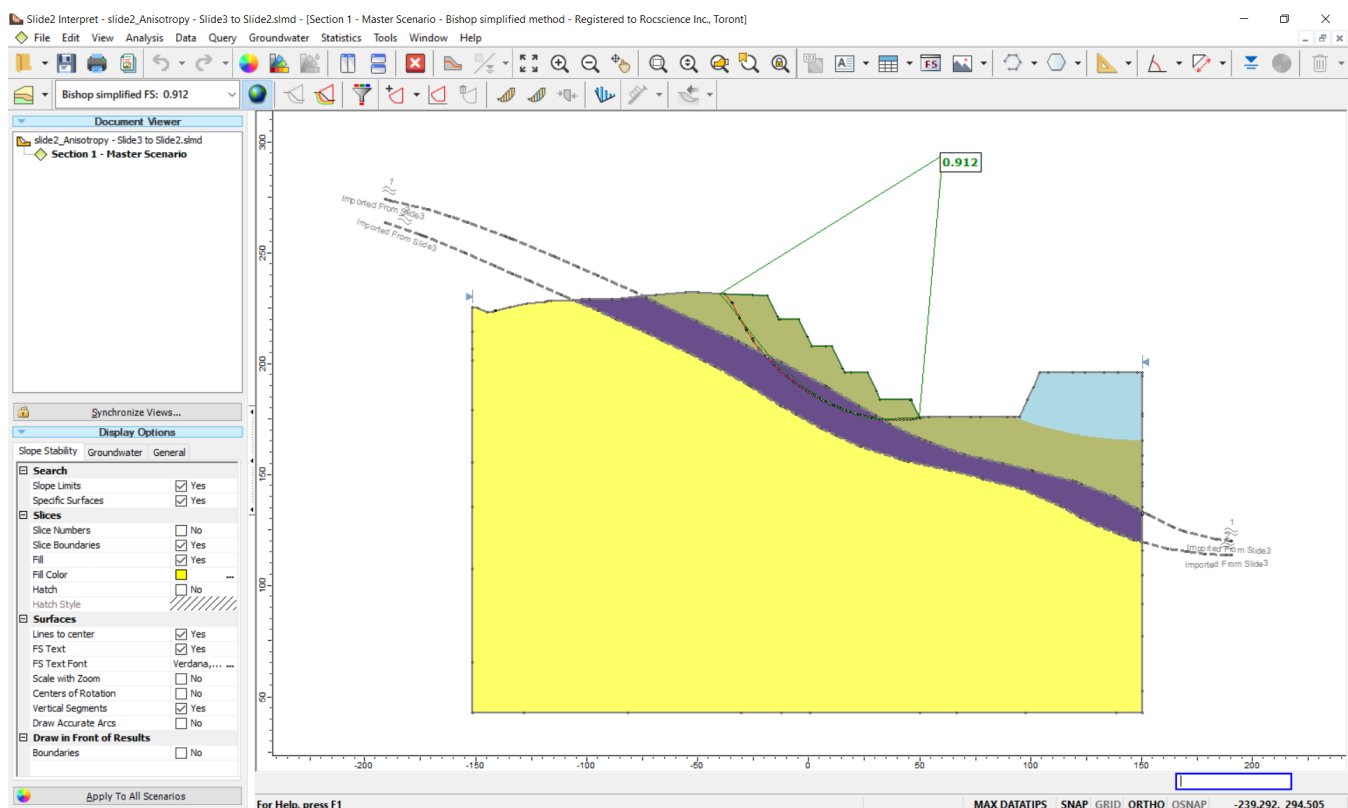 Slide2 Interpret - slide2_Anisotropy - Slide3 to Slide2.slmd - [Section 1 - Master Scenario - Bishop simplified method - Registered to Rocscience Inc., Toront]
File Edit View Analysis Data Query Groundwater Statistics Tools Window Help
Bishop simplified FS: 0.912
Document Viewer
slide2_Anisotropy - Slide3 to Slide2.slmd
Section 1 - Master Scenario
Synchronize Views...
Display Options
Slope Stability Groundwater General
Search
Slope Limits Yes
Specific Surfaces Yes
Slices
Slice Numbers No
Slice Boundaries Yes
Fill Yes
Fill Color ...
Hatch No
Hatch Style
Surfaces
Lines to center Yes
FS Text Yes
FS Text Font Verdana,... ...
Scale with Zoom No
Centers of Rotation No
Vertical Segments Yes
Draw Accurate Arcs No
Draw in Front of Results
Boundaries No
Apply To All Scenarios
300
250
200
150
100
50
0.912
1
Imported From Slide3
Imported From Slide3
1
Imported From Slide3
Imported From Slide3
-200 -150 -100 -50 0 50 100 150 200
For Help, press F1
MAX DATATIPS SNAP GRID ORTHO OSNAP -239.292, 294.505